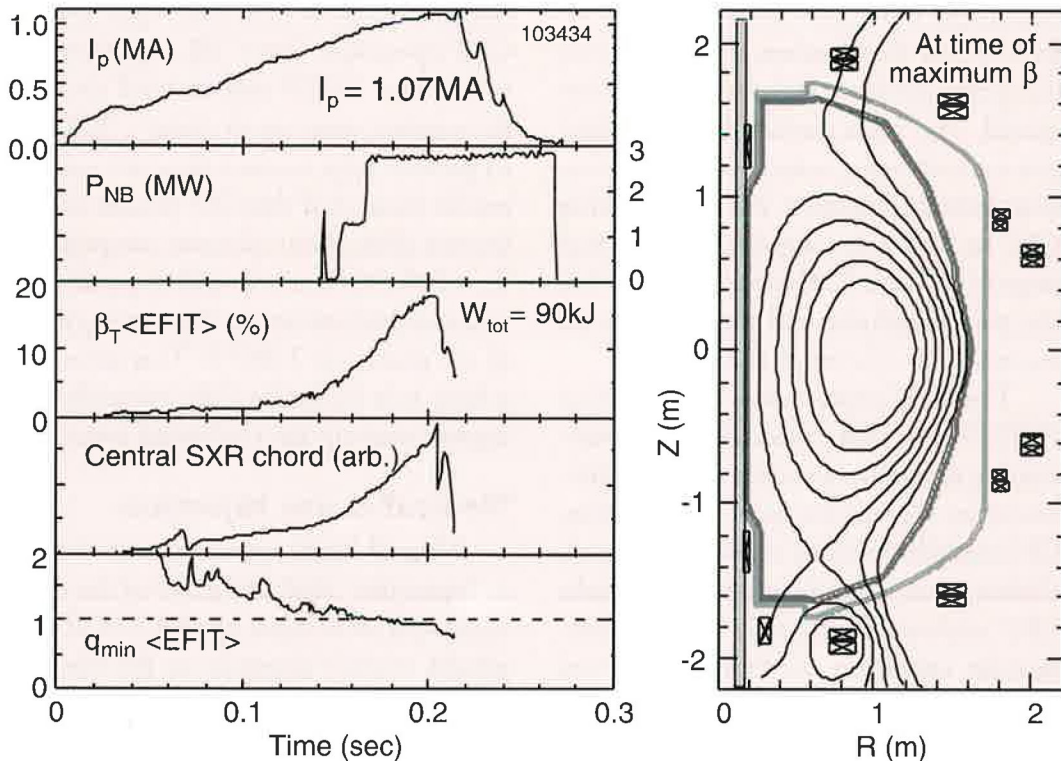 1.0
I_p (MA)
103434
0.5
I_p = 1.07MA
0.0
3
P_NB (MW)
2
1
0
20
β_T<EFIT> (%)
W_tot = 90kJ
10
0
Central SXR chord (arb.)
2
1
q_min <EFIT>
0
0
0.1
0.2
0.3
Time (sec)
At time of
maximum β
2
1
0
Z (m)
-1
-2
0
1
2
R (m)